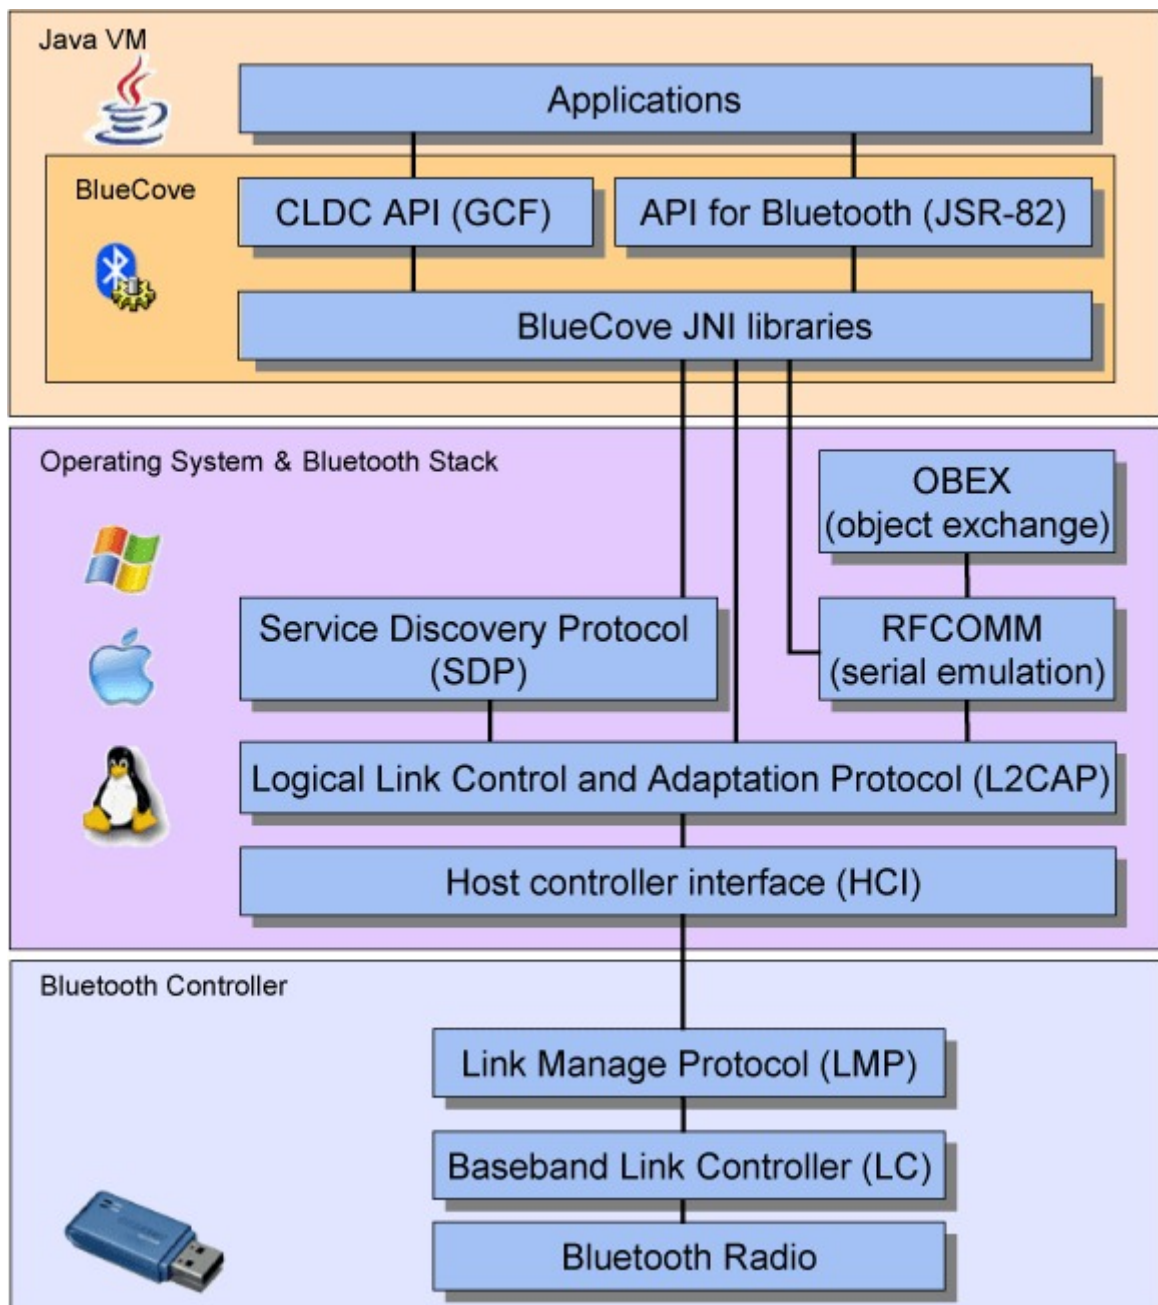 Java VM
Applications
BlueCove
CLDC API (GCF)
API for Bluetooth (JSR-82)
BlueCove JNI libraries
Operating System & Bluetooth Stack
OBEX
(object exchange)
Service Discovery Protocol
(SDP)
RFCOMM
(serial emulation)
Logical Link Control and Adaptation Protocol (L2CAP)
Host controller interface (HCI)
Bluetooth Controller
Link Manage Protocol (LMP)
Baseband Link Controller (LC)
Bluetooth Radio